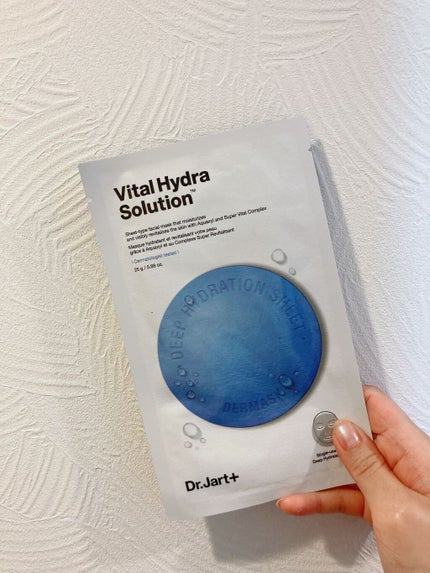 Vital Hydra
Solution™
Sheet-type facial mask that moisturizes
and visibly revitalizes the skin with Aquaxyl and Super Vital Complex
Masque hydratant et revitalisant votre peau
grâce à Aquaxyl et au Complexe Super Revitalisant
Dermatologist tested
25 g / 0.88 oz.
DEEP HYDRATION SHEET
DERMASK
Single-use
Deep Hydration
Dr.Jart+